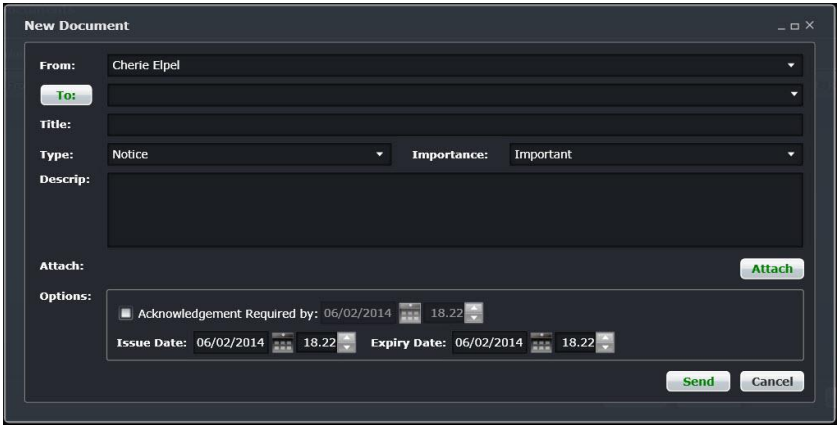 New Document
From: Cherie Elpel
To:
Title:
Type: Notice Importance: Important
Descrip:
Attach: Attach
Options:
Acknowledgement Required by: 06/02/2014 18.22
Issue Date: 06/02/2014 18.22 Expiry Date: 06/02/2014 18.22
Send Cancel